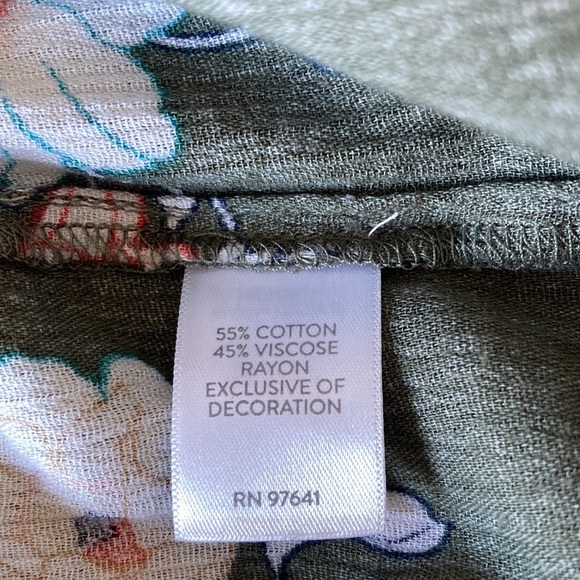 55% COTTON
45% VISCOSE
RAYON
EXCLUSIVE OF
DECORATION
RN 97641